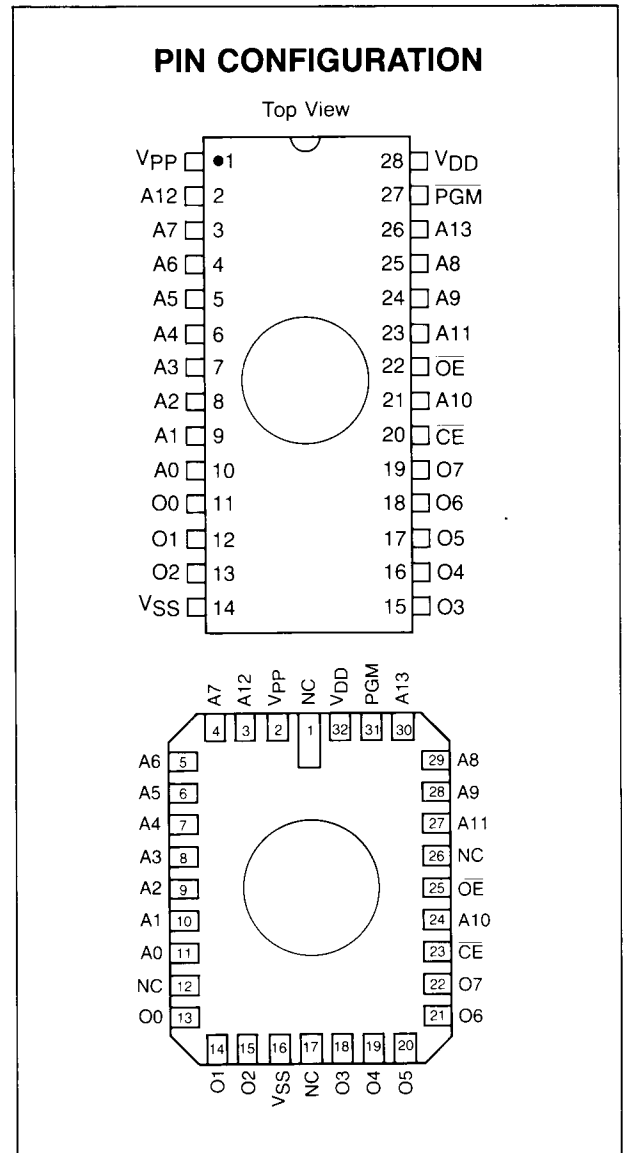 PIN CONFIGURATION
Top View
VPP 1 28 VDD
A12 2 27 P̅G̅M̅
A7 3 26 A13
A6 4 25 A8
A5 5 24 A9
A4 6 23 A11
A3 7 22 O̅E̅
A2 8 21 A10
A1 9 20 C̅E̅
A0 10 19 O7
O0 11 18 O6
O1 12 17 O5
O2 13 16 O4
VSS 14 15 O3
A7 A12 VPP NC VDD PGM A13
4 3 2 1 32 31 30
A6 5 29 A8
A5 6 28 A9
A4 7 27 A11
A3 8 26 NC
A2 9 25 O̅E̅
A1 10 24 A10
A0 11 23 C̅E̅
NC 12 22 O7
O0 13 21 O6
14 15 16 17 18 19 20
O1 O2 VSS NC O3 O4 O5